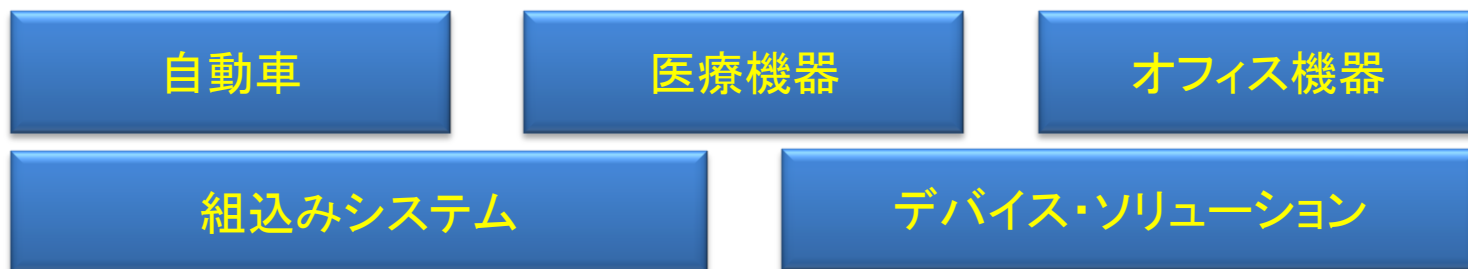 自動車
医療機器
オフィス機器
組込みシステム
デバイス・ソリューション